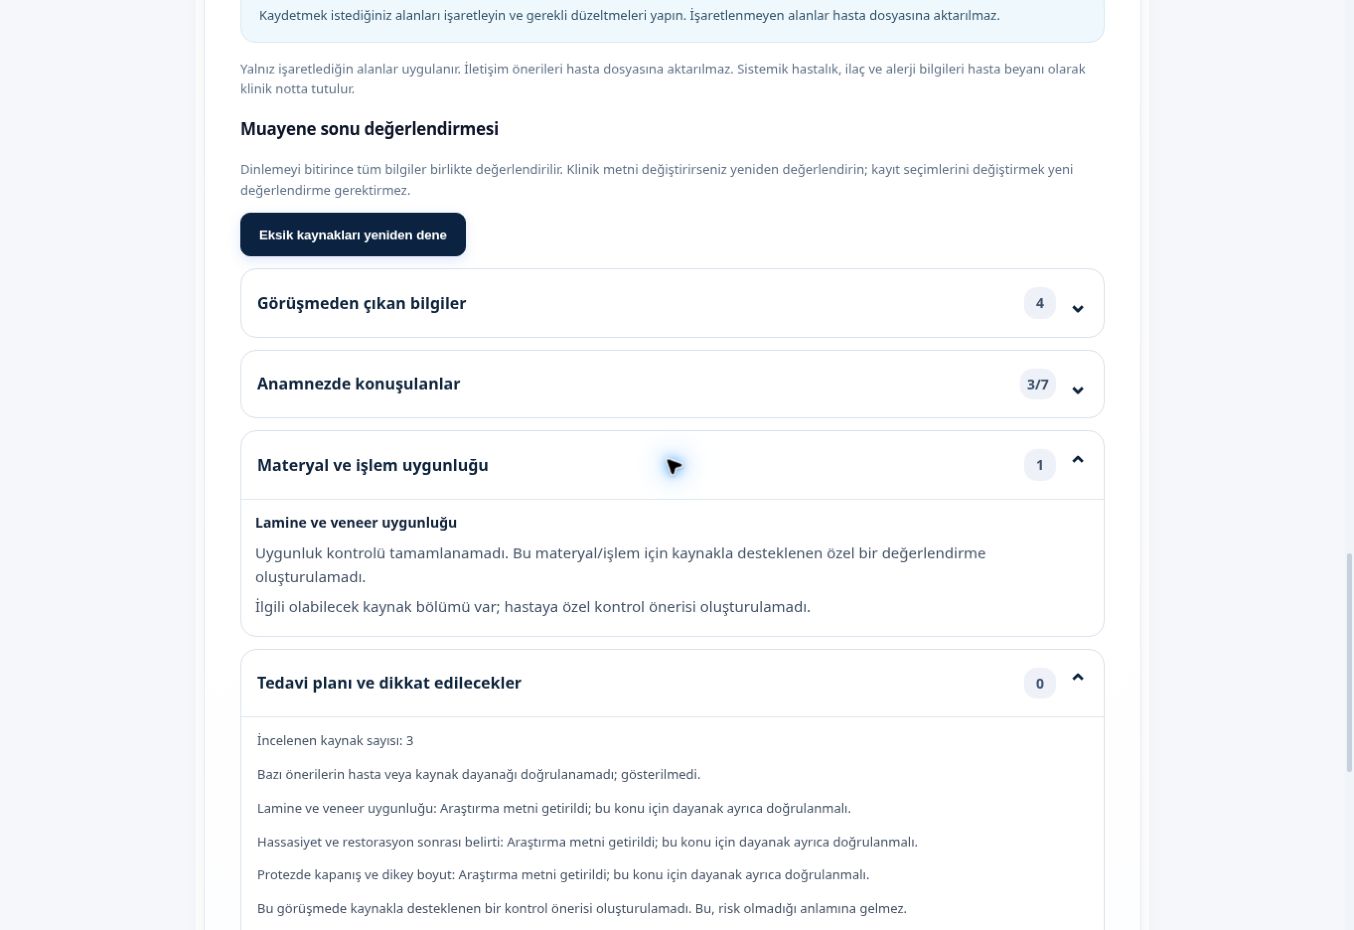 Kaydetmek istediğiniz alanları işaretleyin ve gerekli düzeltmeleri yapın. İşaretlenmeyen alanlar hasta dosyasına aktarılmaz.
Yalnız işaretlediğin alanlar uygulanır. İletişim önerileri hasta dosyasına aktarılmaz. Sistemik hastalık, ilaç ve alerji bilgileri hasta beyanı olarak
klinik notta tutulur.
Muayene sonu değerlendirmesi
Dinlemeyi bitirince tüm bilgiler birlikte değerlendirilir. Klinik metni değiştirirseniz yeniden değerlendirin; kayıt seçimlerini değiştirmek yeni
değerlendirme gerektirmez.
Eksik kaynakları yeniden dene
Görüşmeden çıkan bilgiler 4
Anamnezde konuşulanlar 3/7
Materyal ve işlem uygunluğu 1
Lamine ve veneer uygunluğu
Uygunluk kontrolü tamamlanamadı. Bu materyal/işlem için kaynakla desteklenen özel bir değerlendirme
oluşturulamadı.
İlgili olabilecek kaynak bölümü var; hastaya özel kontrol önerisi oluşturulamadı.
Tedavi planı ve dikkat edilecekler 0
İncelenen kaynak sayısı: 3
Bazı önerilerin hasta veya kaynak dayanağı doğrulanamadı; gösterilmedi.
Lamine ve veneer uygunluğu: Araştırma metni getirildi; bu konu için dayanak ayrıca doğrulanmalı.
Hassasiyet ve restorasyon sonrası belirti: Araştırma metni getirildi; bu konu için dayanak ayrıca doğrulanmalı.
Protezde kapanış ve dikey boyut: Araştırma metni getirildi; bu konu için dayanak ayrıca doğrulanmalı.
Bu görüşmede kaynakla desteklenen bir kontrol önerisi oluşturulamadı. Bu, risk olmadığı anlamına gelmez.